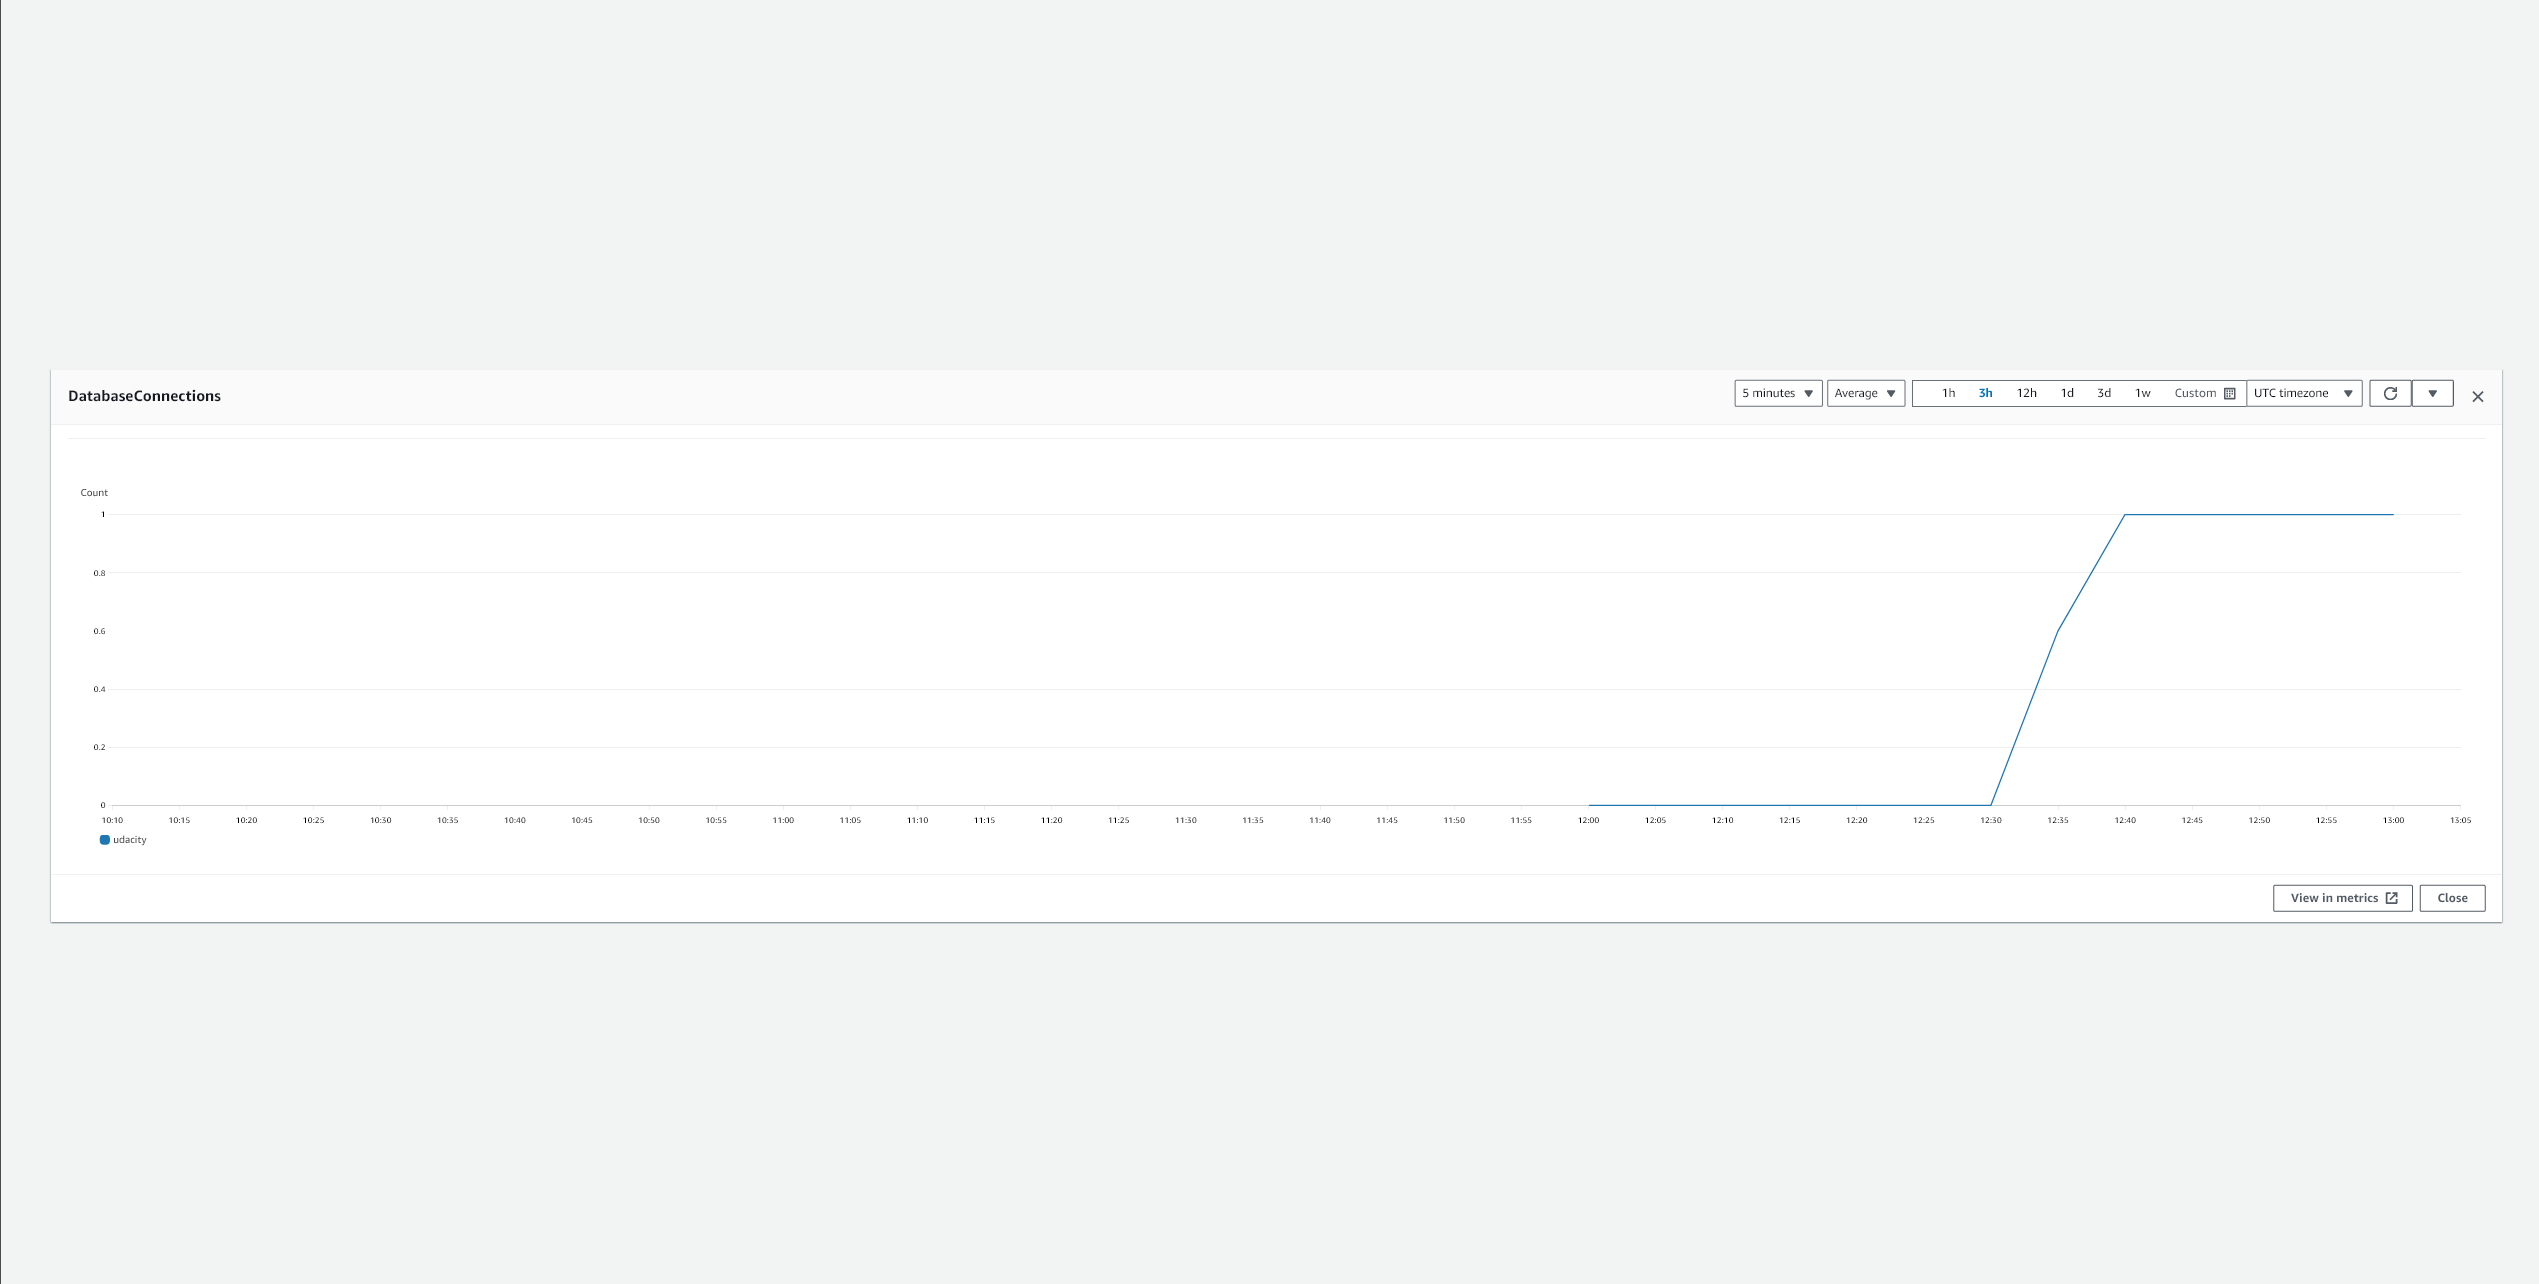 DatabaseConnections
5 minutes Average 1h 3h 12h 1d 3d 1w Custom UTC timezone
Count
1
0.8
0.6
0.4
0.2
0
10:10 10:15 10:20 10:25 10:30 10:35 10:40 10:45 10:50 10:55 11:00 11:05 11:10 11:15 11:20 11:25 11:30 11:35 11:40 11:45 11:50 11:55 12:00 12:05 12:10 12:15 12:20 12:25 12:30 12:35 12:40 12:45 12:50 12:55 13:00 13:05
udacity
View in metrics Close